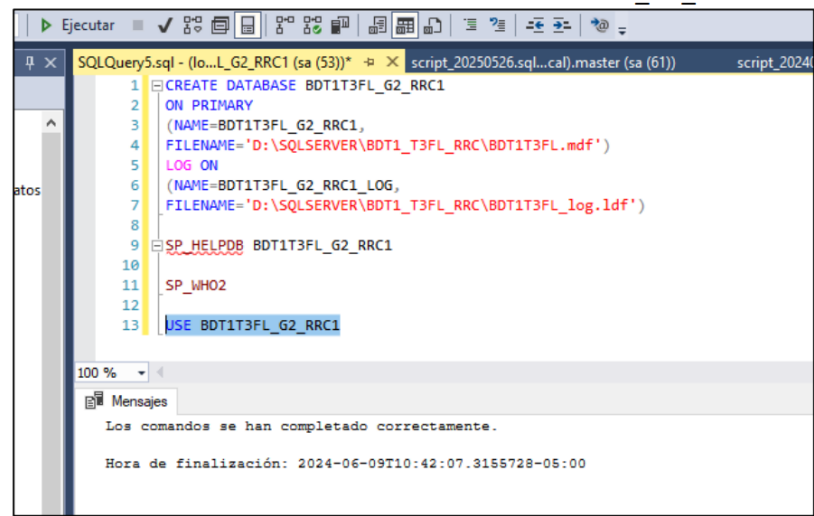 Ejecutar
SQLQuery5.sql - (lo...L_G2_RRC1 (sa (53))* script_20250526.sql...cal).master (sa (61)) script_2024
atos
1 CREATE DATABASE BDT1T3FL_G2_RRC1
2 ON PRIMARY
3 (NAME=BDT1T3FL_G2_RRC1,
4 FILENAME='D:\SQLSERVER\BDT1_T3FL_RRC\BDT1T3FL.mdf')
5 LOG ON
6 (NAME=BDT1T3FL_G2_RRC1_LOG,
7 FILENAME='D:\SQLSERVER\BDT1_T3FL_RRC\BDT1T3FL_log.ldf')
8
9 SP_HELPDB BDT1T3FL_G2_RRC1
10
11 SP_WHO2
12
13 USE BDT1T3FL_G2_RRC1
100 %
Mensajes
Los comandos se han completado correctamente.
Hora de finalización: 2024-06-09T10:42:07.3155728-05:00